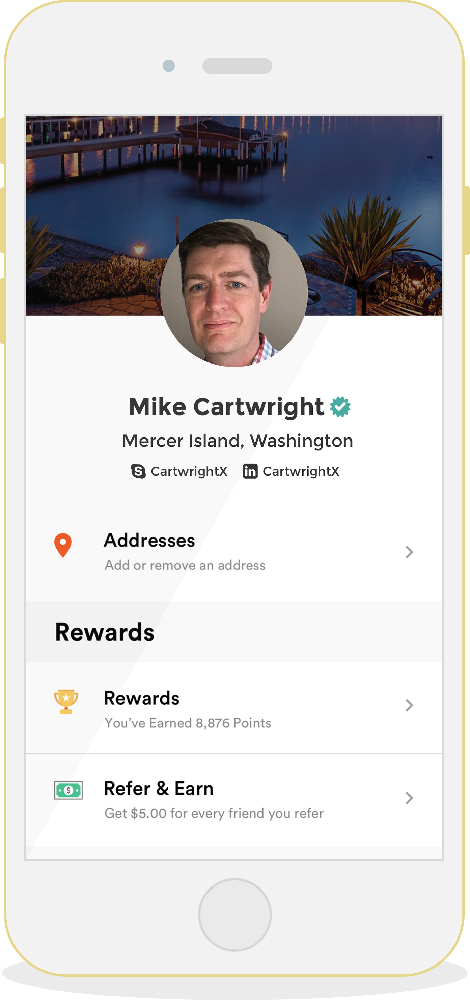 Mike Cartwright
Mercer Island, Washington
CartwrightX CartwrightX
Addresses
Add or remove an address
Rewards
Rewards
You’ve Earned 8,876 Points
Refer & Earn
Get $5.00 for every friend you refer